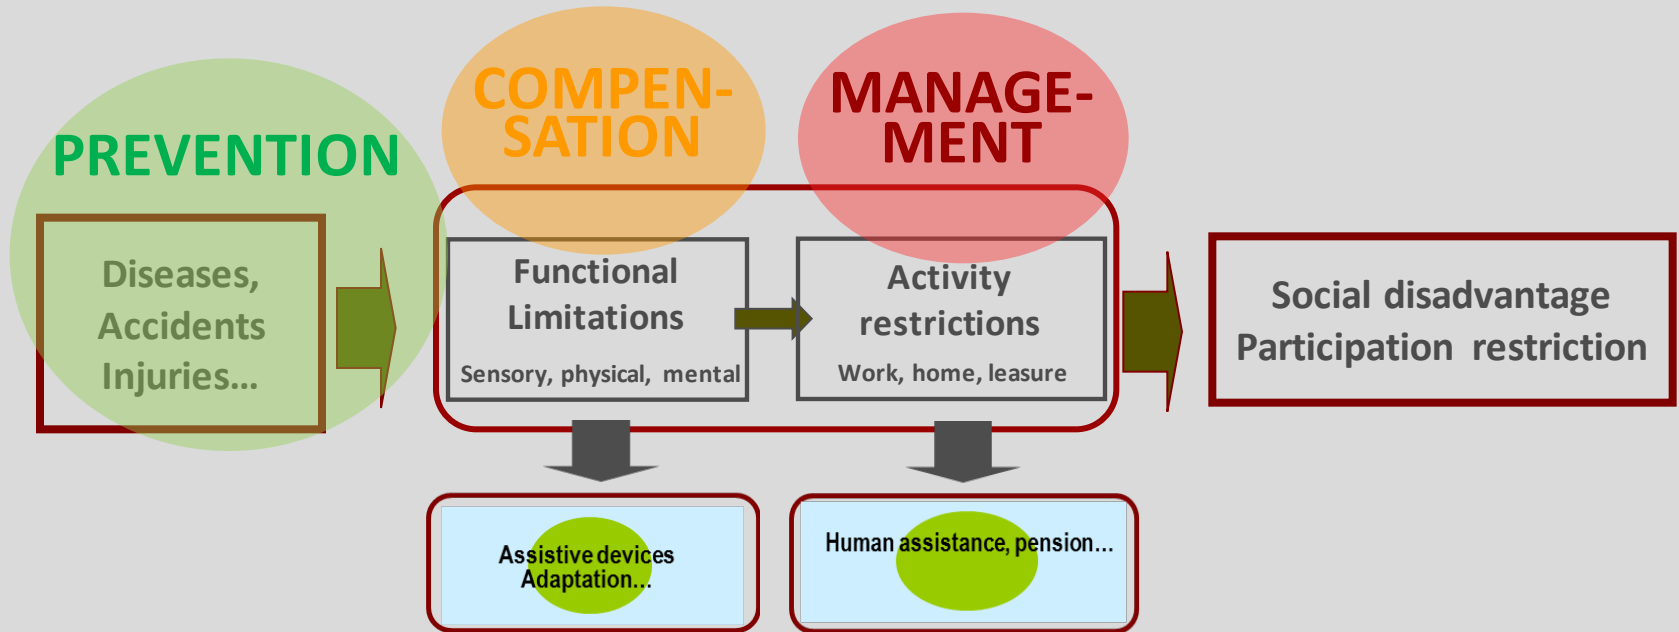 PREVENTION
COMPEN-
SATION
MANAGE-
MENT
Diseases,
Accidents
Injuries…
Functional
Limitations
Sensory, physical, mental
Activity
restrictions
Work, home, leasure
Social disadvantage
Participation restriction
Assistive devices
Adaptation…
Human assistance, pension…